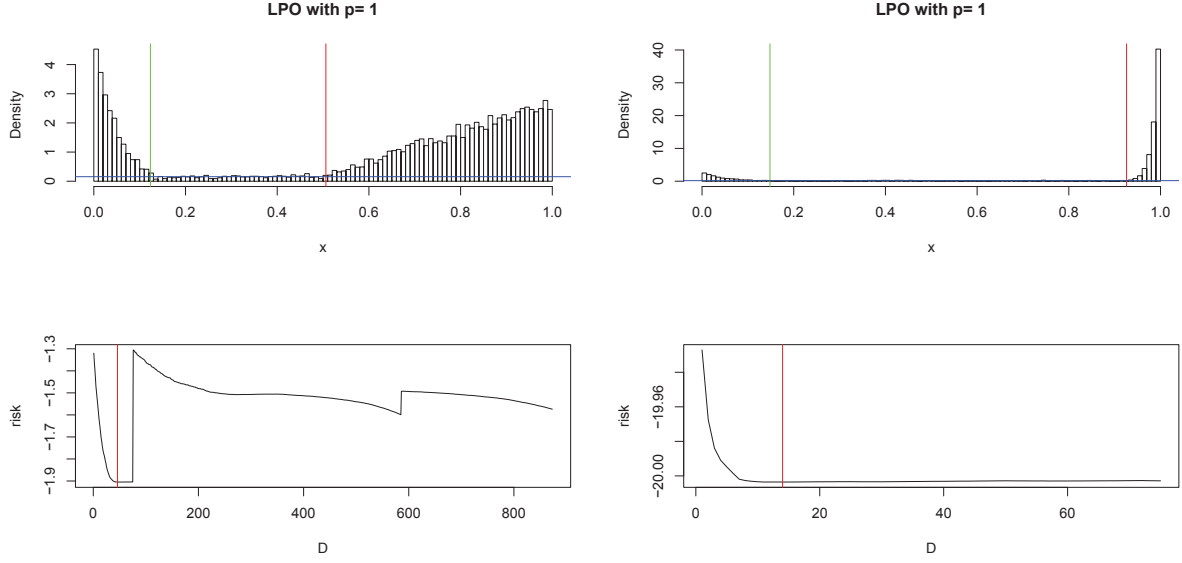 LPO with p= 1
Density
0 1 2 3 4
0.0 0.2 0.4 0.6 0.8 1.0
x
LPO with p= 1
Density
0 10 20 30 40
0.0 0.2 0.4 0.6 0.8 1.0
x
risk
−1.9 −1.7 −1.5 −1.3
0 200 400 600 800
D
risk
−20.00 −19.96
0 20 40 60
D